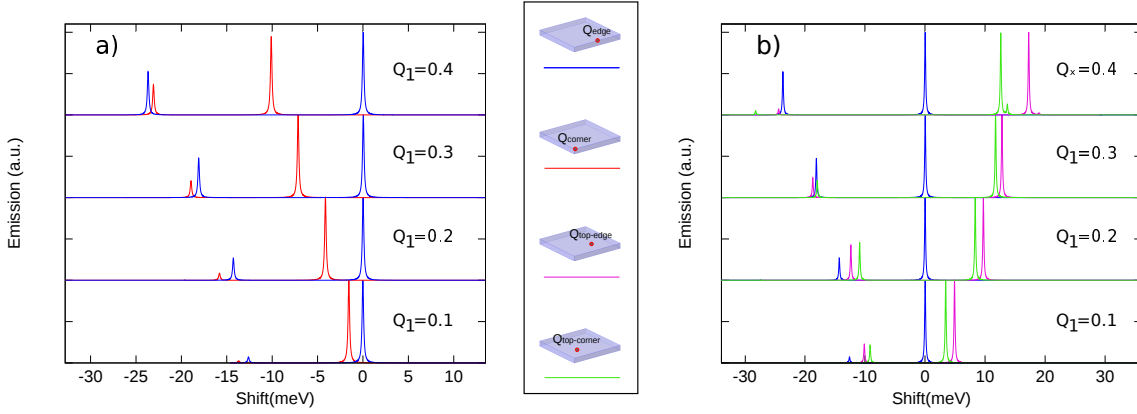 a)
Q1=0.4
Q1=0.3
Q1=0.2
Q1=0.1
Emission (a.u.)
-30 -25 -20 -15 -10 -5 0 5 10
Shift(meV)
Qedge
Qcorner
Qtop-edge
Qtop-corner
b)
Qx=0.4
Q1=0.3
Q1=0.2
Q1=0.1
Emission (a.u.)
-30 -20 -10 0 10 20 30
Shift(meV)